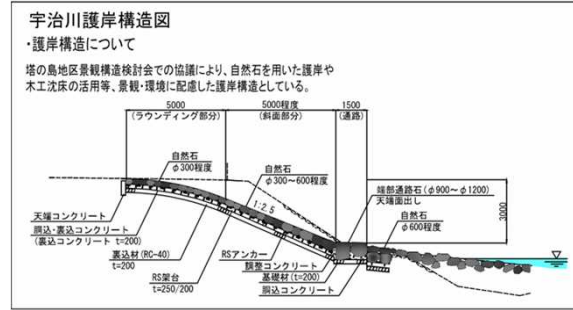 宇治川護岸構造図
・護岸構造について
塔の島地区景観構造検討会での協議により、自然石を用いた護岸や
木工沈床の活用等、景観・環境に配慮した護岸構造としている。
5000
(ラウンディング部分)
5000程度
(斜面部分)
1500
(通路)
自然石
φ300程度
自然石
φ300～600程度
1:2.5
端部通路石(φ900～φ1200)
天端面出し
自然石
φ600程度
3000
天端コンクリート
胴込・裏込コンクリート
(裏込コンクリート t=200)
裏込材(RC-40)
t=200
RS架台
t=250/200
RSアンカー
調整コンクリート
基礎材(t=200)
胴込コンクリート